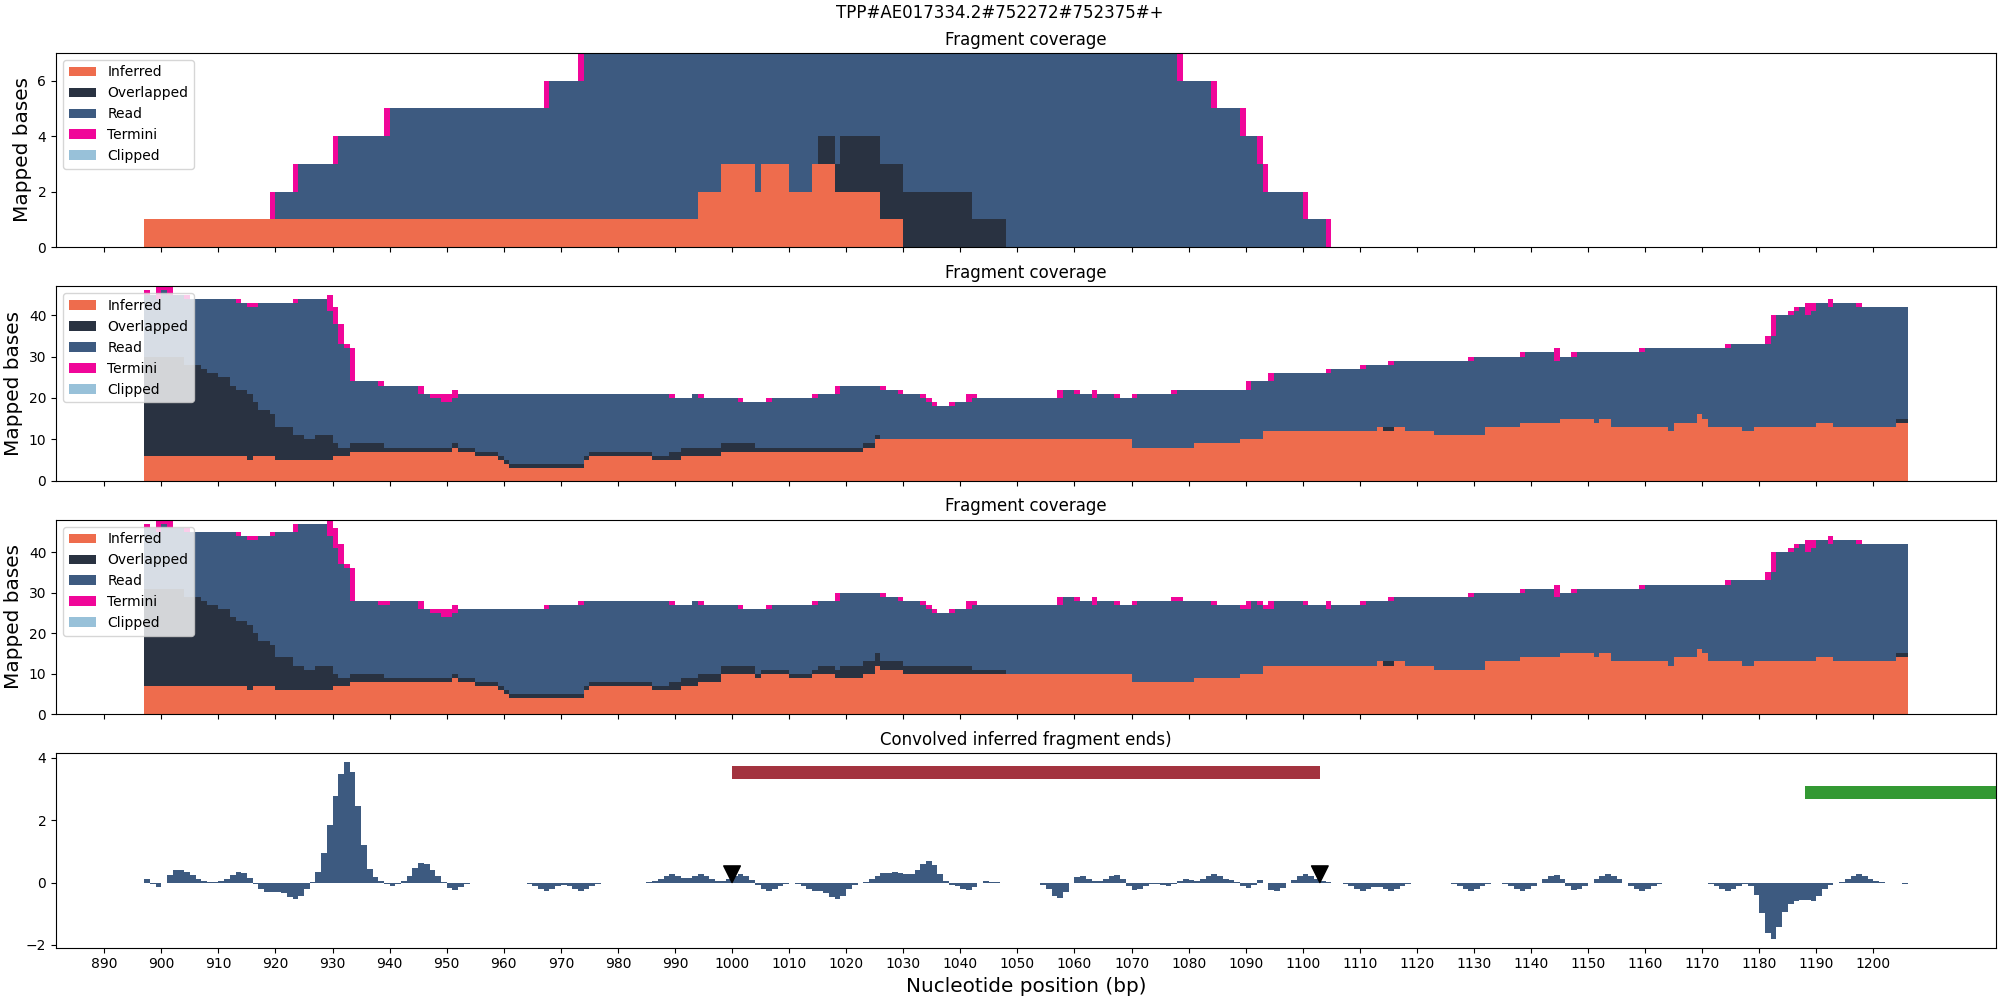 TPP#AE017334.2#752272#752375#+
Fragment coverage
Mapped bases
6
4
2
0
Inferred
Overlapped
Read
Termini
Clipped
Fragment coverage
Mapped bases
40
30
20
10
0
Inferred
Overlapped
Read
Termini
Clipped
Fragment coverage
Mapped bases
40
30
20
10
0
Inferred
Overlapped
Read
Termini
Clipped
Convolved inferred fragment ends)
4
2
0
−2
890 900 910 920 930 940 950 960 970 980 990 1000 1010 1020 1030 1040 1050 1060 1070 1080 1090 1100 1110 1120 1130 1140 1150 1160 1170 1180 1190 1200
Nucleotide position (bp)